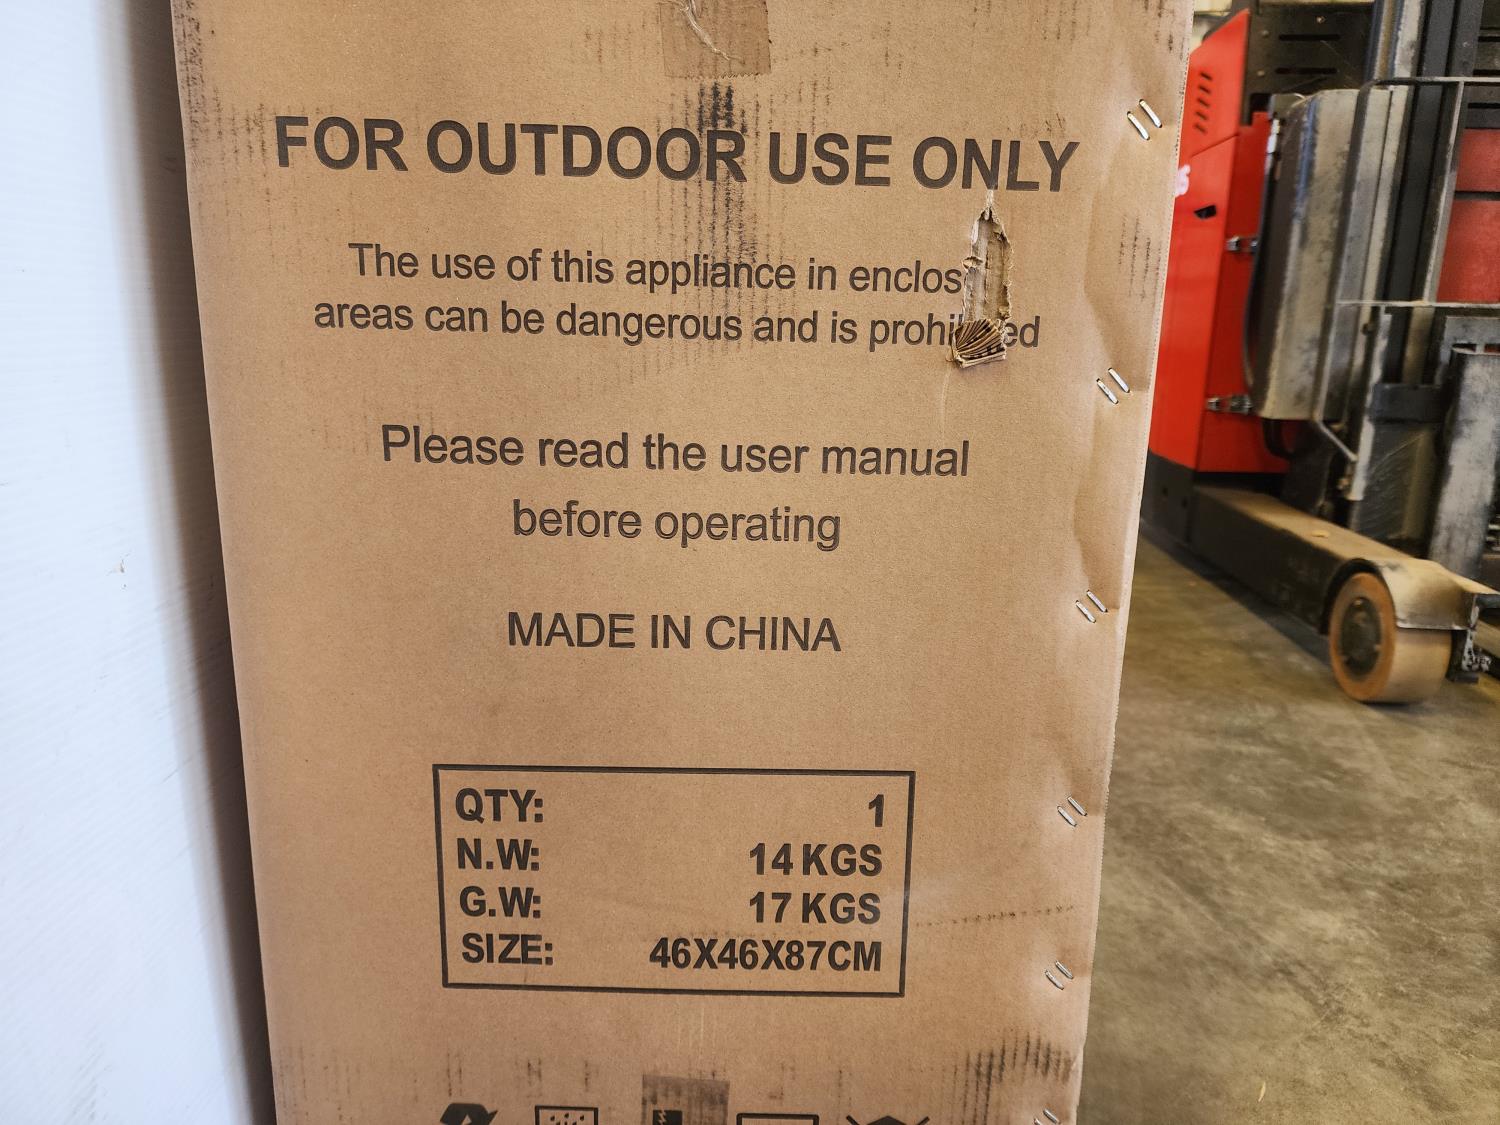 FOR OUTDOOR USE ONLY
The use of this appliance in
areas can be dangerous and is
Please read the user manual
before operating
MADE IN CHINA
QTY: 1
N.W: 14 KGS
G.W: 17 KGS
SIZE: 46X46X87CM